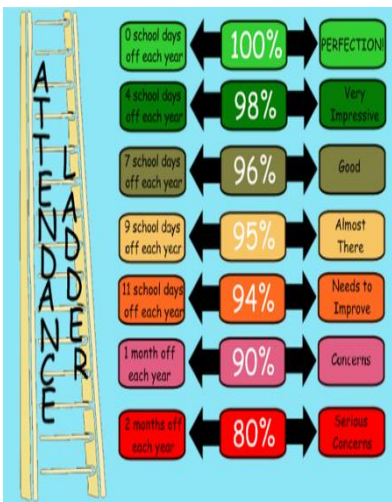 ATTENDANCE
LADDER
0 school days
off each year
100%
PERFECTION!
4 school days
off each year
98%
Very
Impressive
7 school days
off each year
96%
Good
9 school days
off each year
95%
Almost
There
11 school days
off each year
94%
Needs to
Improve
1 month off
each year
90%
Concerns
2 months off
each year
80%
Serious
Concerns